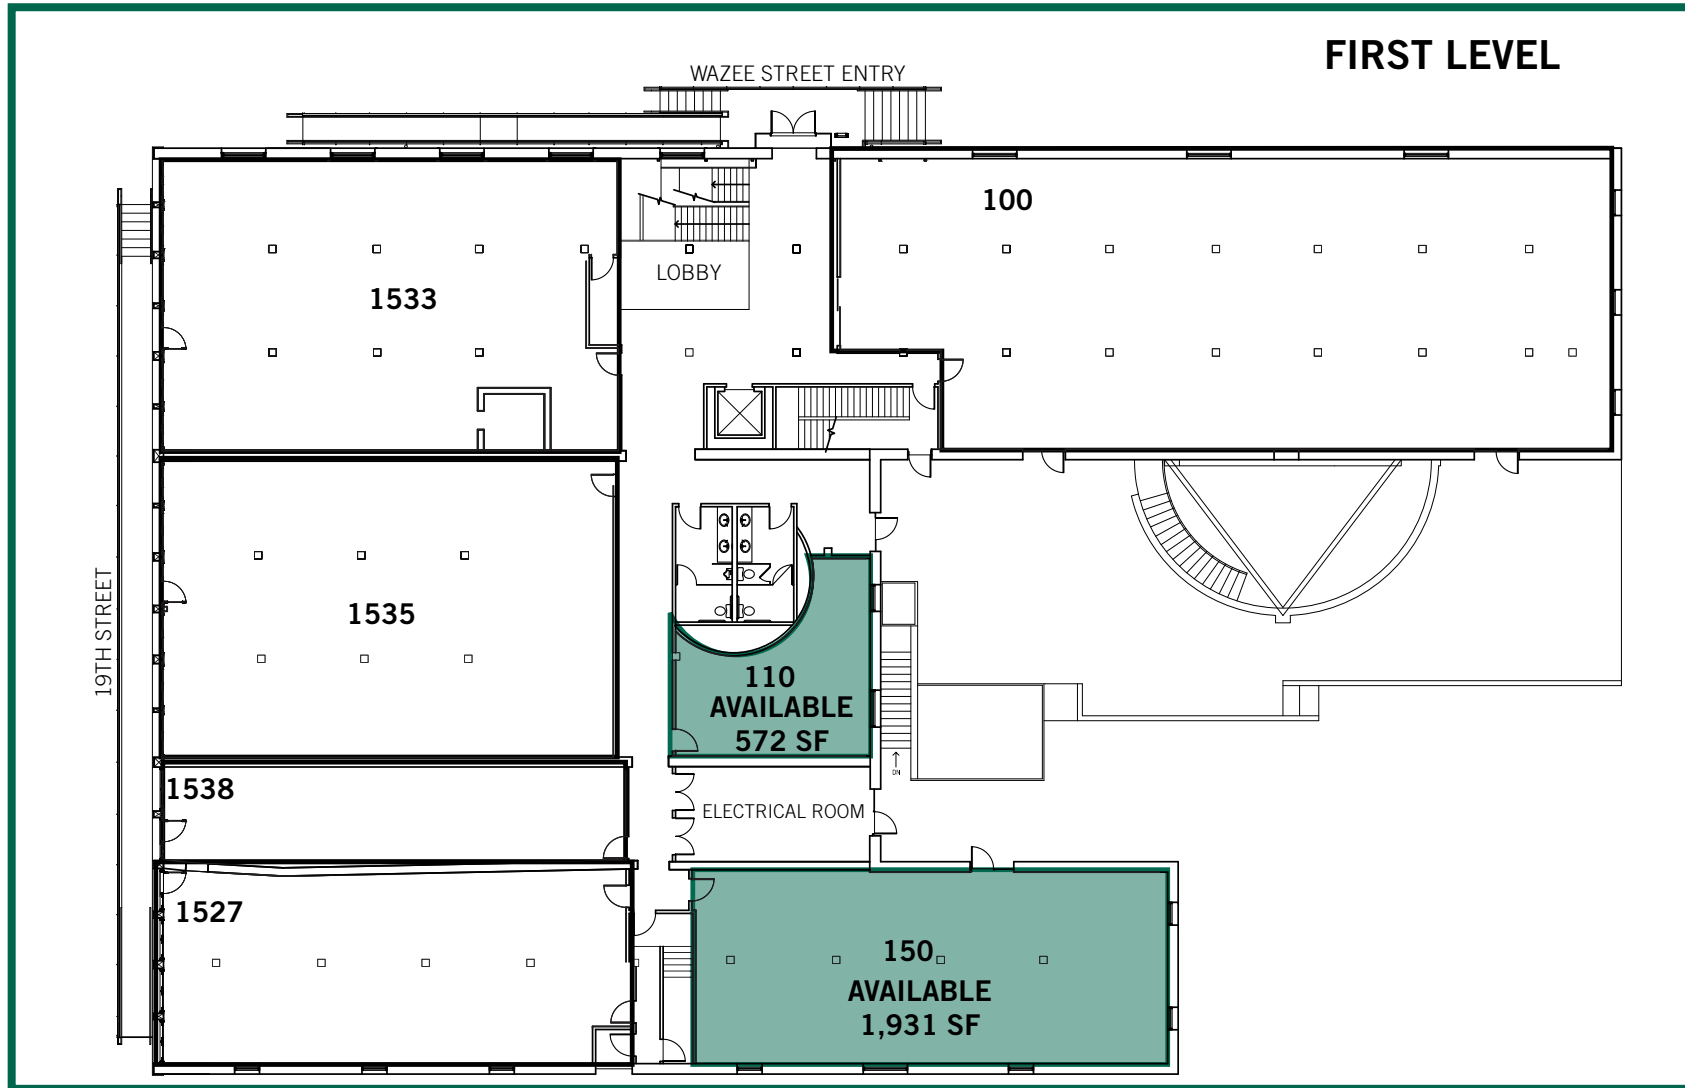 FIRST LEVEL
WAZEE STREET ENTRY
100
LOBBY
1533
19TH STREET
1535
110
AVAILABLE
572 SF
DN
1538
ELECTRICAL ROOM
1527
150
AVAILABLE
1,931 SF